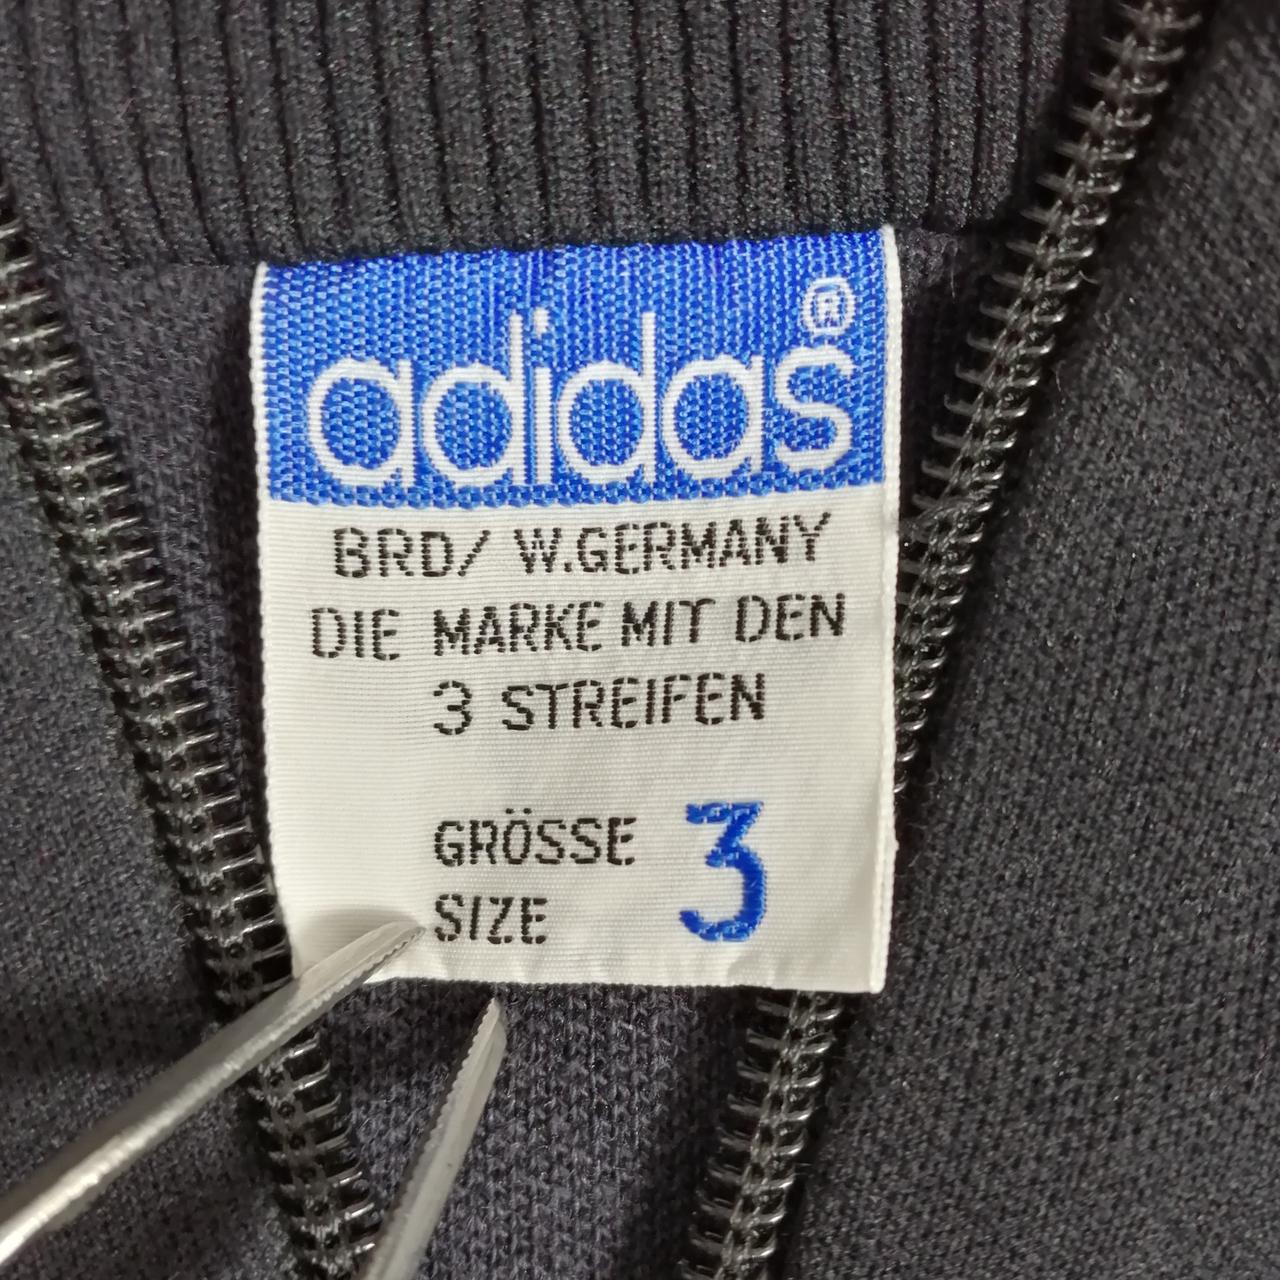 adidas®
BRD/ W.GERMANY
DIE MARKE MIT DEN
3 STREIFEN
GRÖSSE 3
SIZE